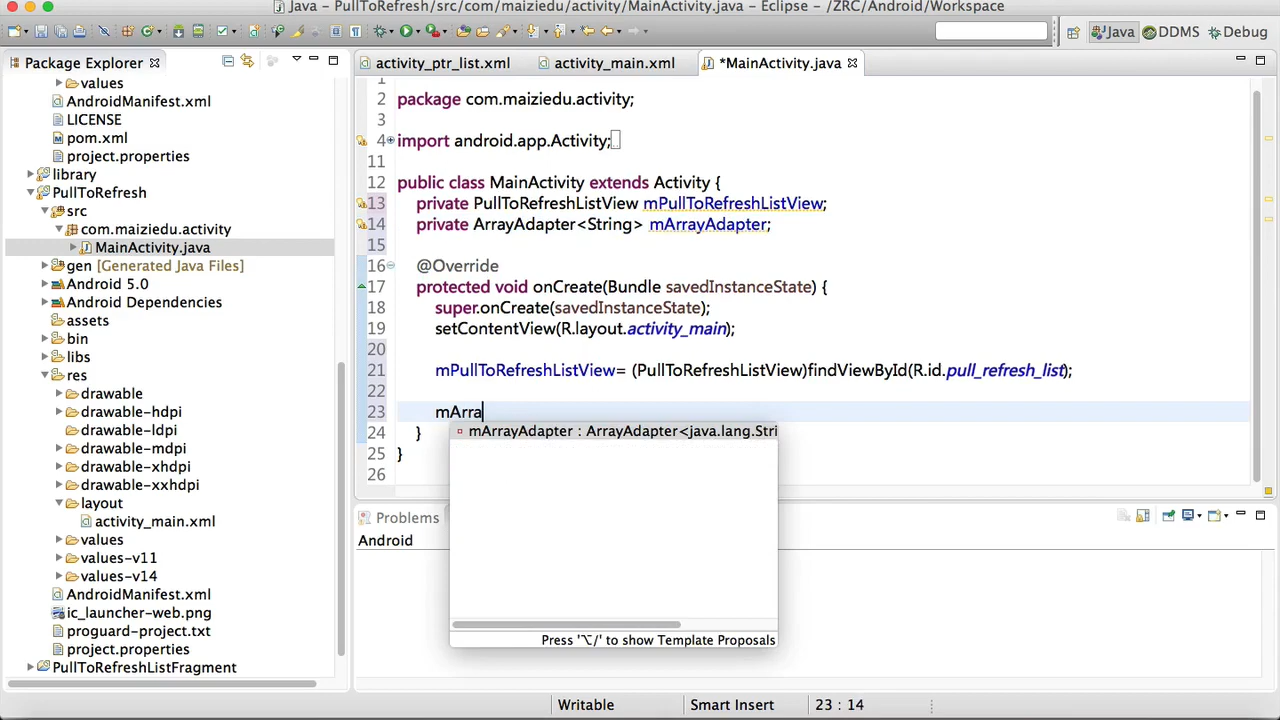 Java - PullToRefresh/src/com/maiziedu/activity/MainActivity.java - Eclipse - /ZRC/Android/Workspace
Java
DDMS
Debug
Package Explorer
values
AndroidManifest.xml
LICENSE
pom.xml
project.properties
library
PullToRefresh
src
com.maiziedu.activity
MainActivity.java
gen [Generated Java Files]
Android 5.0
Android Dependencies
assets
bin
libs
res
drawable
drawable-hdpi
drawable-ldpi
drawable-mdpi
drawable-xhdpi
drawable-xxhdpi
layout
activity_main.xml
values
values-v11
values-v14
AndroidManifest.xml
ic_launcher-web.png
proguard-project.txt
project.properties
PullToRefreshListFragment
activity_ptr_list.xml
activity_main.xml
*MainActivity.java
1
2 package com.maiziedu.activity;
3
4 import android.app.Activity;
11
12 public class MainActivity extends Activity {
13 private PullToRefreshListView mPullToRefreshListView;
14 private ArrayAdapter<String> mArrayAdapter;
15
16 @Override
17 protected void onCreate(Bundle savedInstanceState) {
18 super.onCreate(savedInstanceState);
19 setContentView(R.layout.activity_main);
20
21 mPullToRefreshListView= (PullToRefreshListView)findViewById(R.id.pull_refresh_list);
22
23 mArra
24 }
25 }
26
mArrayAdapter : ArrayAdapter<java.lang.Stri
Press '⌥/' to show Template Proposals
Problems
Android
Writable
Smart Insert
23 : 14